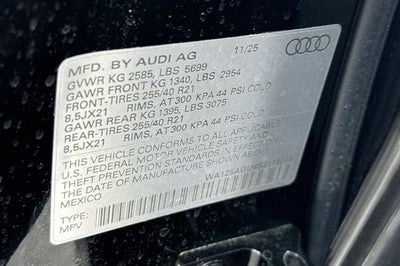 MFD. BY AUDI AG 11/25
GVWR KG 2585, LBS 5699
GAWR FRONT KG 1340, LBS 2954
FRONT-TIRES 255/40 R21
8,5JX21 RIMS, AT 300 KPA 44 PSI COLD
GAWR REAR KG 1395, LBS 3075
REAR-TIRES 255/40 R21
8,5JX21 RIMS, AT 300 KPA 44 PSI COLD
THIS VEHICLE CONFORMS TO ALL APPLICABLE
U.S. FEDERAL MOTOR VEHICLE SAFETY AND
THEFT PREVENTION STANDARDS IN EFFECT ON
THE DATE OF MANUFACTURE SHOWN ABOVE
MEXICO
TYPE:
MPV